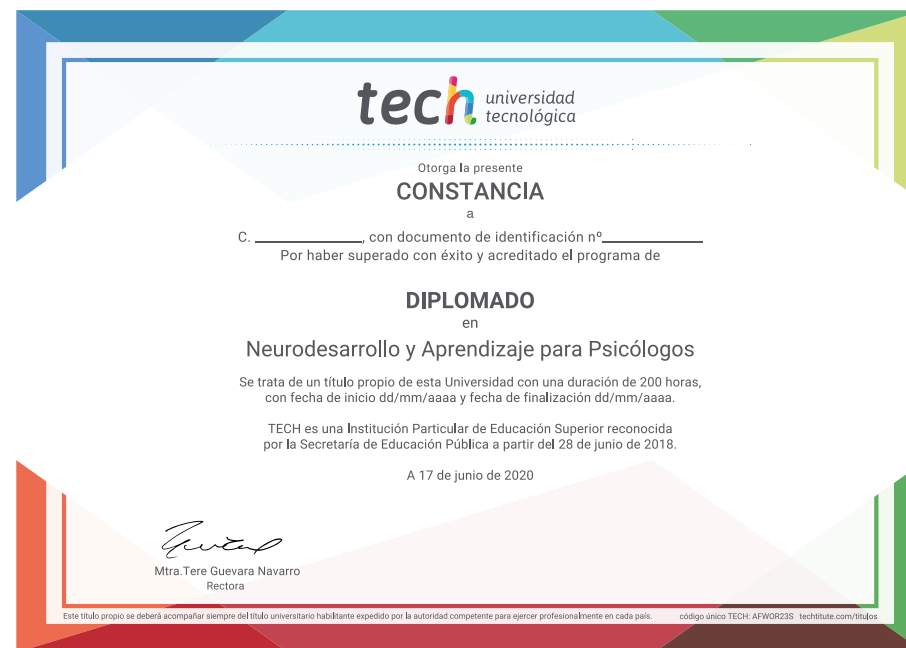 tech universidad
tecnológica
Otorga la presente
CONSTANCIA
a
C. ____________, con documento de identificación nº____________
Por haber superado con éxito y acreditado el programa de
DIPLOMADO
en
Neurodesarrollo y Aprendizaje para Psicólogos
Se trata de un título propio de esta Universidad con una duración de 200 horas,
con fecha de inicio dd/mm/aaaa y fecha de finalización dd/mm/aaaa.
TECH es una Institución Particular de Educación Superior reconocida
por la Secretaría de Educación Pública a partir del 28 de junio de 2018.
A 17 de junio de 2020
Mtra.Tere Guevara Navarro
Rectora
Este título propio se deberá acompañar siempre del título universitario habilitante expedido por la autoridad competente para ejercer profesionalmente en cada país. código único TECH: AFWOR23S techtitute.com/titulos